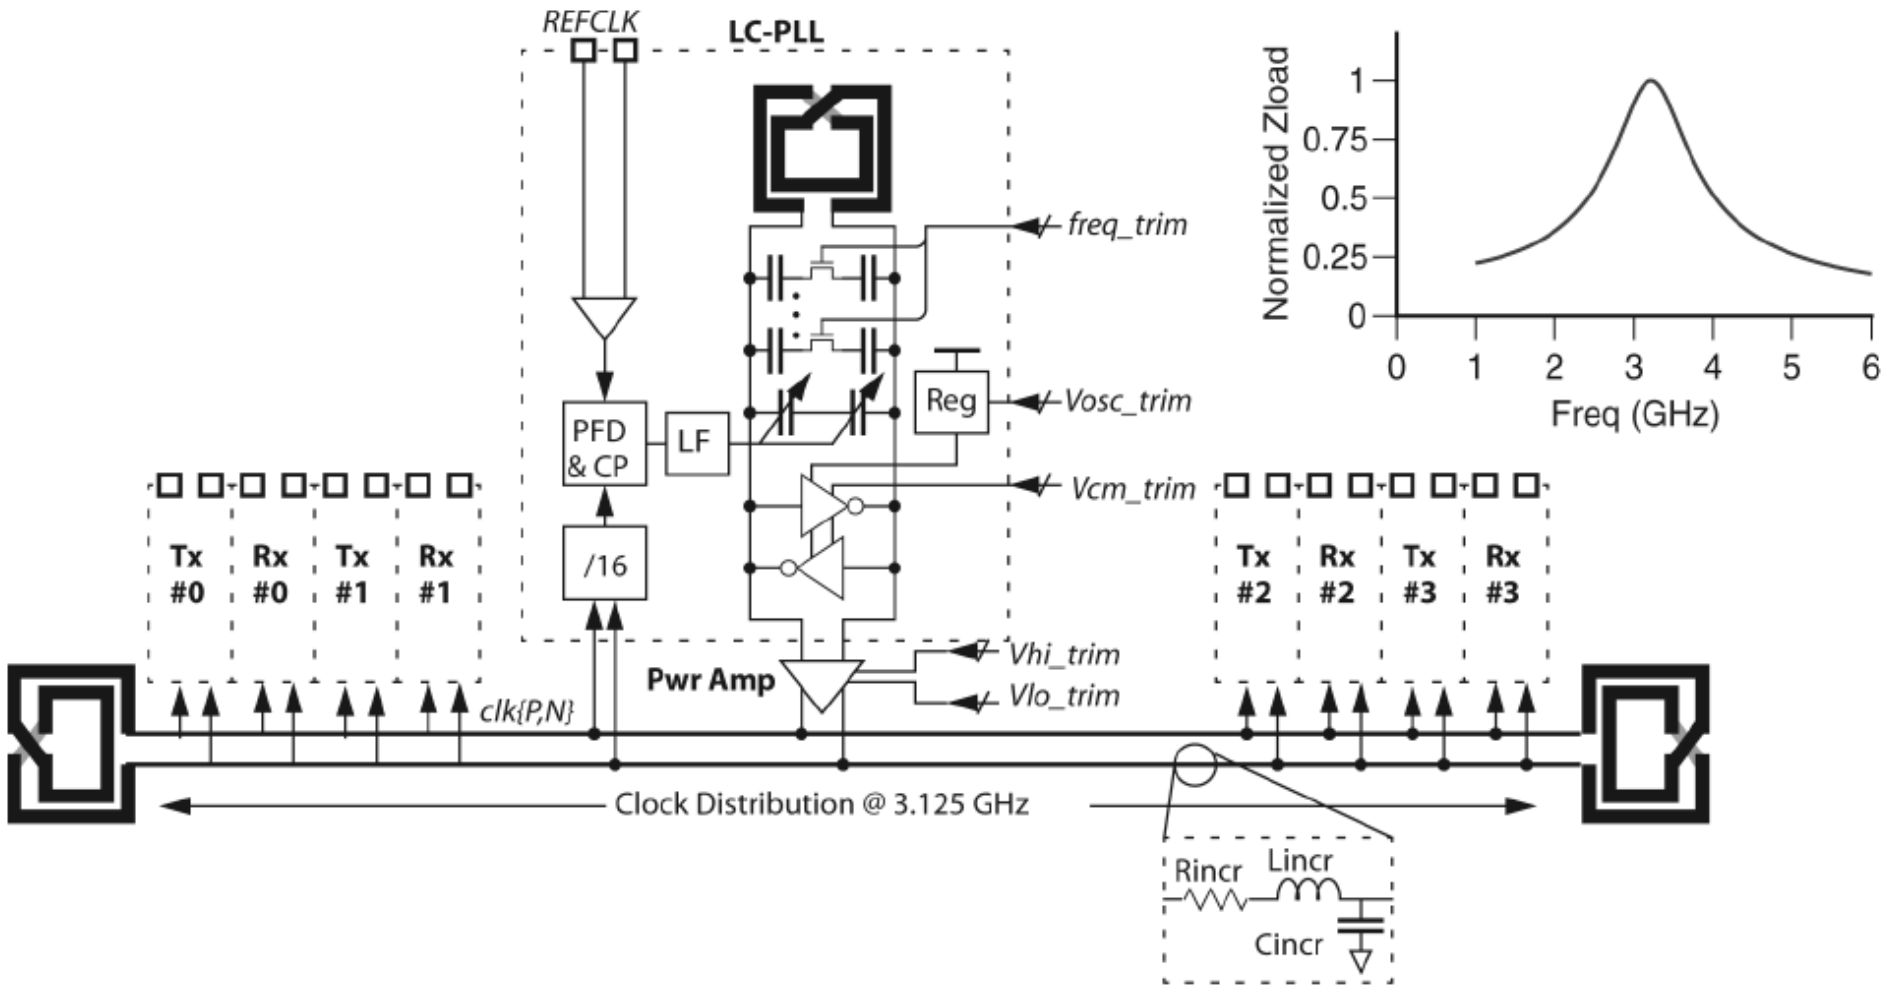 REFCLK
LC-PLL
freq_trim
Reg
Vosc_trim
PFD
& CP
LF
Vcm_trim
/16
Normalized Zload
1
0.75
0.5
0.25
0
0 1 2 3 4 5 6
Freq (GHz)
Tx
#0
Rx
#0
Tx
#1
Rx
#1
Tx
#2
Rx
#2
Tx
#3
Rx
#3
Pwr Amp
Vhi_trim
Vlo_trim
clk{P,N}
Clock Distribution @ 3.125 GHz
Rincr
Lincr
Cincr